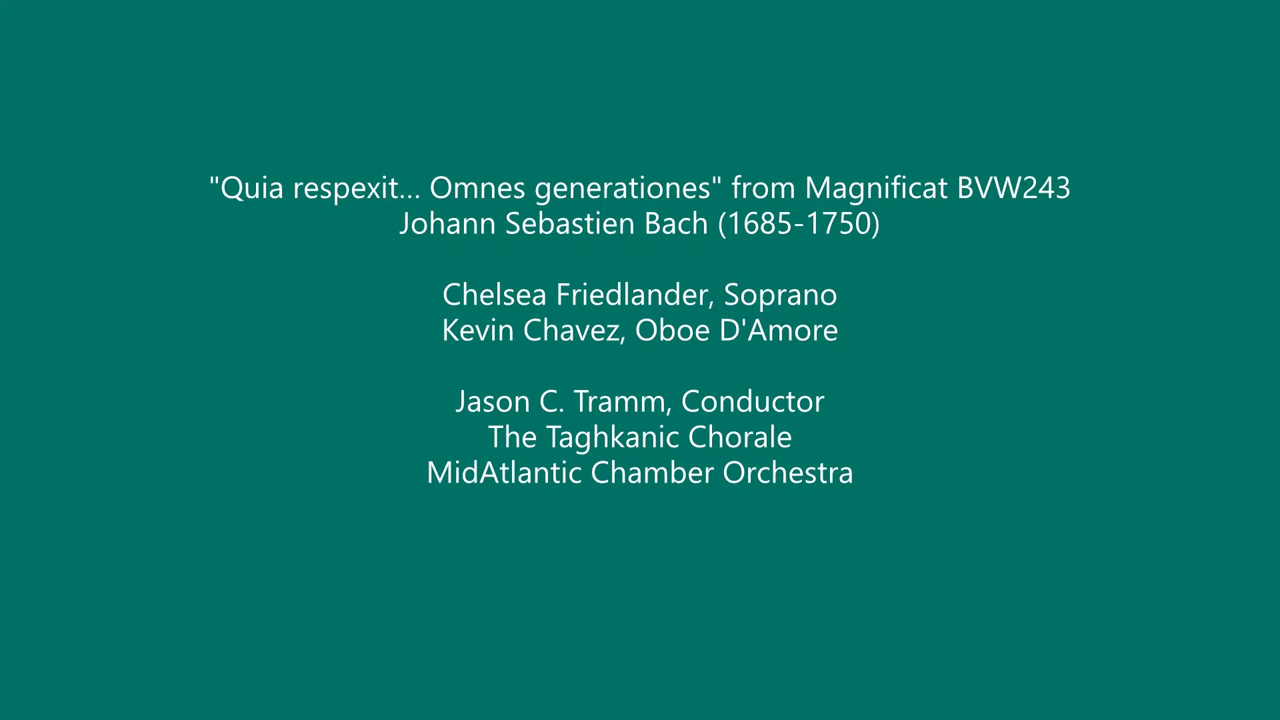 "Quia respexit... Omnes generationes" from Magnificat BVW243
Johann Sebastien Bach (1685-1750)
Chelsea Friedlander, Soprano
Kevin Chavez, Oboe D'Amore
Jason C. Tramm, Conductor
The Taghkanic Chorale
MidAtlantic Chamber Orchestra